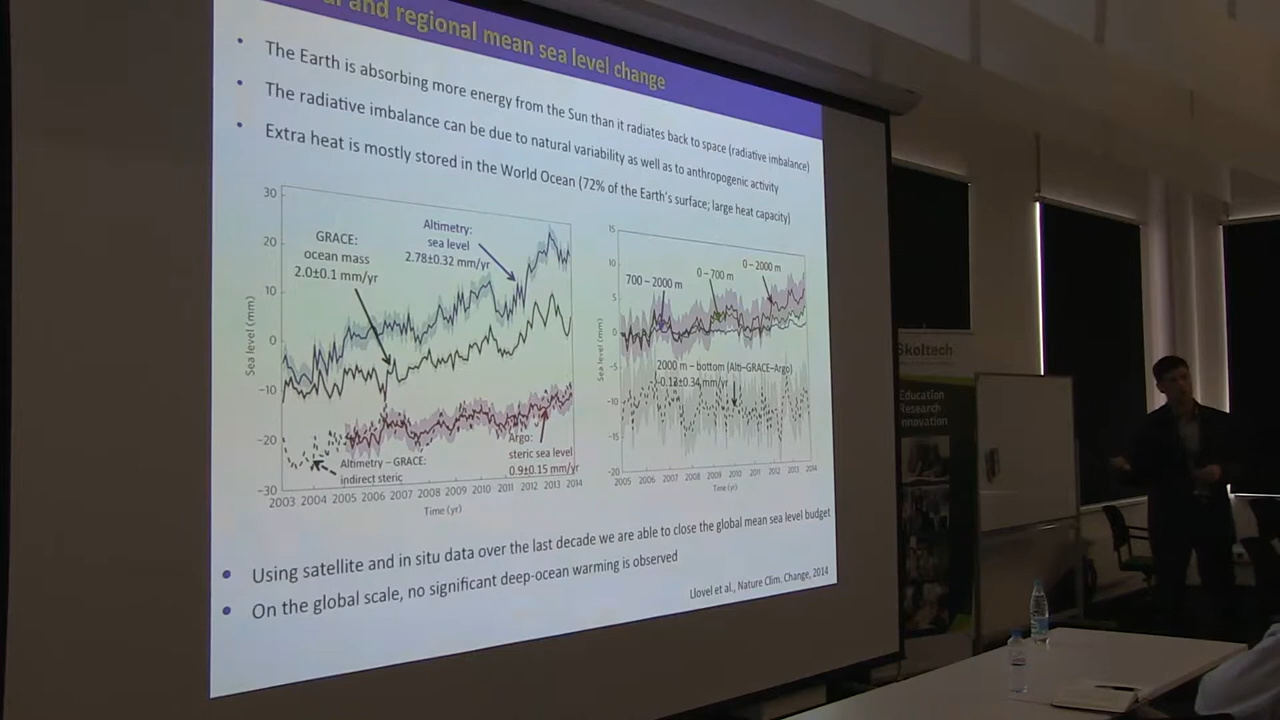 al and regional mean sea level change
• The Earth is absorbing more energy from the Sun than it radiates back to space (radiative imbalance)
• The radiative imbalance can be due to natural variability as well as to anthropogenic activity
• Extra heat is mostly stored in the World Ocean (72% of the Earth's surface; large heat capacity)
30
20
10
0
−10
−20
−30
Sea level (mm)
GRACE:
ocean mass
2.0±0.1 mm/yr
Altimetry:
sea level
2.78±0.32 mm/yr
Altimetry – GRACE:
indirect steric
Argo:
steric sea level
0.9±0.15 mm/yr
2003 2004 2005 2006 2007 2008 2009 2010 2011 2012 2013 2014
Time (yr)
15
10
5
0
−5
−10
−15
−20
Sea level (mm)
700 – 2000 m
0 – 700 m
0 – 2000 m
2000 m – bottom (Alti–GRACE–Argo)
-0.13±0.34 mm/yr
2005 2006 2007 2008 2009 2010 2011 2012 2013 2014
Time (yr)
• Using satellite and in situ data over the last decade we are able to close the global mean sea level budget
• On the global scale, no significant deep-ocean warming is observed
Llovel et al., Nature Clim. Change, 2014
Skoltech
Education
Research
Innovation